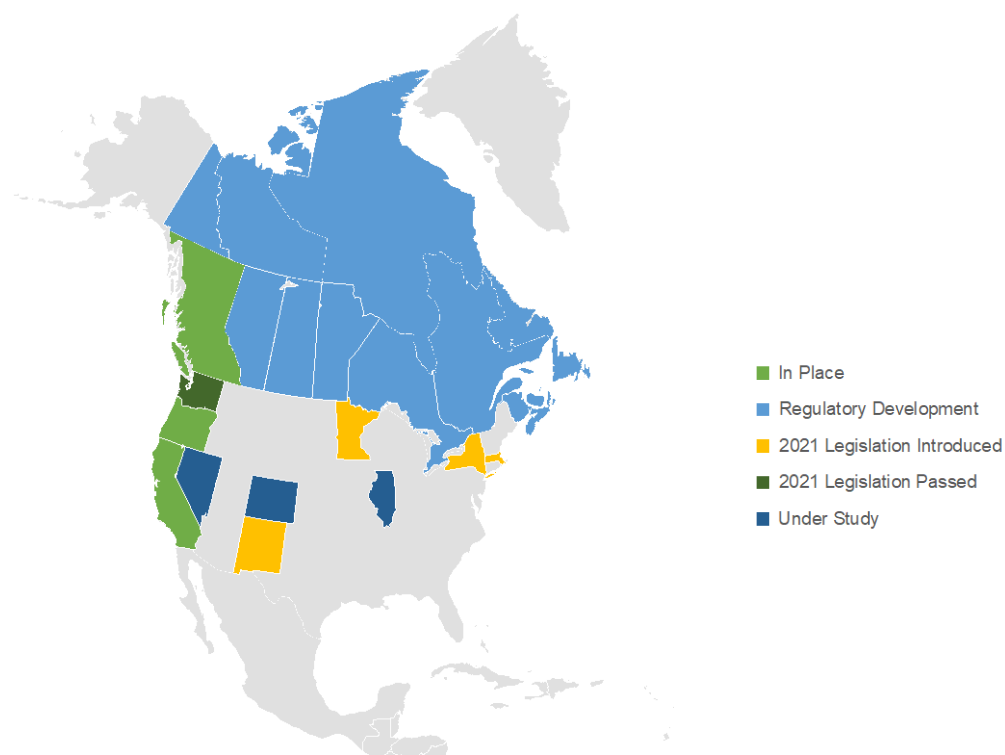 In Place
Regulatory Development
2021 Legislation Introduced
2021 Legislation Passed
Under Study